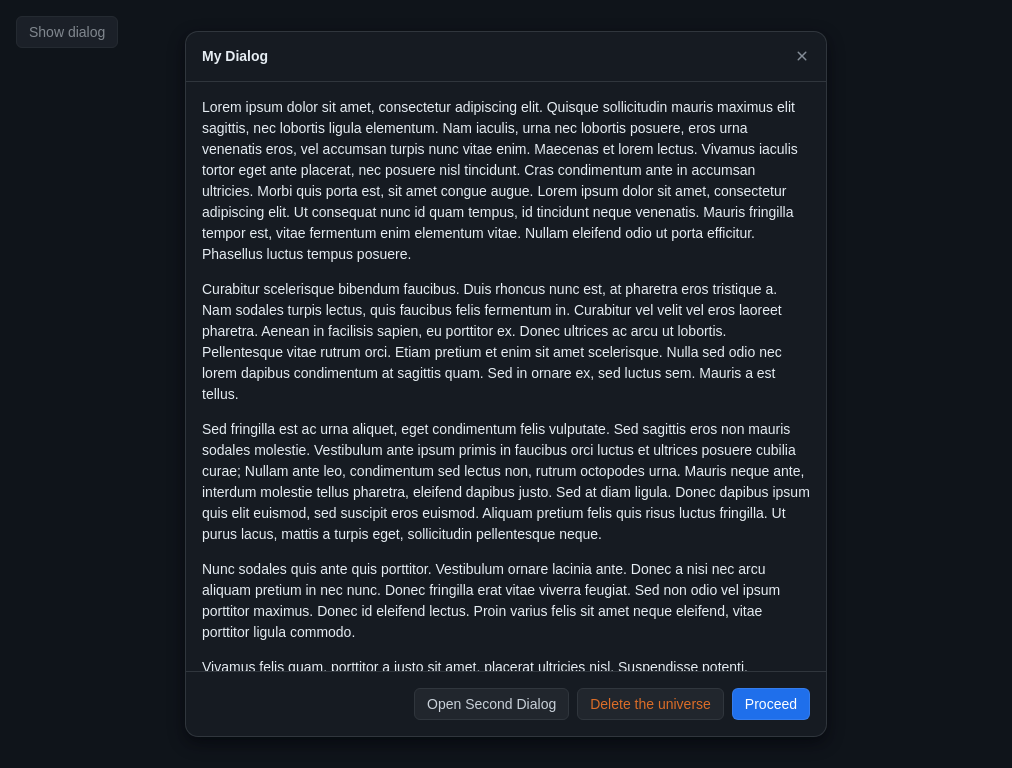 Show dialog
My Dialog
Lorem ipsum dolor sit amet, consectetur adipiscing elit. Quisque sollicitudin mauris maximus elit
sagittis, nec lobortis ligula elementum. Nam iaculis, urna nec lobortis posuere, eros urna
venenatis eros, vel accumsan turpis nunc vitae enim. Maecenas et lorem lectus. Vivamus iaculis
tortor eget ante placerat, nec posuere nisl tincidunt. Cras condimentum ante in accumsan
ultricies. Morbi quis porta est, sit amet congue augue. Lorem ipsum dolor sit amet, consectetur
adipiscing elit. Ut consequat nunc id quam tempus, id tincidunt neque venenatis. Mauris fringilla
tempor est, vitae fermentum enim elementum vitae. Nullam eleifend odio ut porta efficitur.
Phasellus luctus tempus posuere.
Curabitur scelerisque bibendum faucibus. Duis rhoncus nunc est, at pharetra eros tristique a.
Nam sodales turpis lectus, quis faucibus felis fermentum in. Curabitur vel velit vel eros laoreet
pharetra. Aenean in facilisis sapien, eu porttitor ex. Donec ultrices ac arcu ut lobortis.
Pellentesque vitae rutrum orci. Etiam pretium et enim sit amet scelerisque. Nulla sed odio nec
lorem dapibus condimentum at sagittis quam. Sed in ornare ex, sed luctus sem. Mauris a est
tellus.
Sed fringilla est ac urna aliquet, eget condimentum felis vulputate. Sed sagittis eros non mauris
sodales molestie. Vestibulum ante ipsum primis in faucibus orci luctus et ultrices posuere cubilia
curae; Nullam ante leo, condimentum sed lectus non, rutrum octopodes urna. Mauris neque ante,
interdum molestie tellus pharetra, eleifend dapibus justo. Sed at diam ligula. Donec dapibus ipsum
quis elit euismod, sed suscipit eros euismod. Aliquam pretium felis quis risus luctus fringilla. Ut
purus lacus, mattis a turpis eget, sollicitudin pellentesque neque.
Nunc sodales quis ante quis porttitor. Vestibulum ornare lacinia ante. Donec a nisi nec arcu
aliquam pretium in nec nunc. Donec fringilla erat vitae viverra feugiat. Sed non odio vel ipsum
porttitor maximus. Donec id eleifend lectus. Proin varius felis sit amet neque eleifend, vitae
porttitor ligula commodo.
Vivamus felis quam, porttitor a justo sit amet, placerat ultricies nisl. Suspendisse potenti.
Open Second Dialog
Delete the universe
Proceed